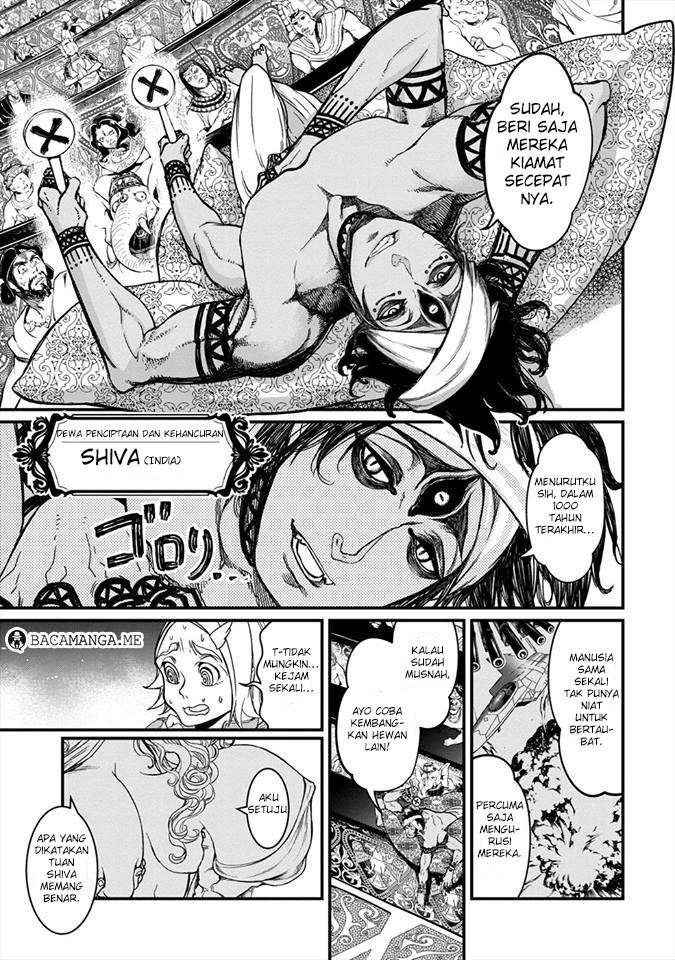 SUDAH,
BERI SAJA
MEREKA
KIAMAT
SECEPAT
NYA.
DEWA PENCIPTAAN DAN KEHANCURAN
SHIVA (INDIA)
MENURUTKU
SIH, DALAM
1000
TAHUN
TERAKHIR...
ゴロリ...
MANUSIA
SAMA
SEKALI
TAK PUNYA
NIAT
UNTUK
BERTAU-
BAT.
PERCUMA
SAJA
MENGU-
RUSI
MEREKA.
KALAU
SUDAH
MUSNAH,
AYO COBA
KEMBANG-
KAN HEWAN
LAIN!
BACAMANGA.ME
T-TIDAK
MUNGKIN...
KEJAM
SEKALI...
AKU
SETUJU
APA YANG
DIKATAKAN
TUAN
SHIVA
MEMANG
BENAR.